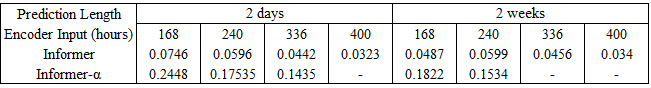 Prediction Length 2 days 2 weeks
Encoder Input (hours) 168 240 336 400 168 240 336 400
Informer 0.0746 0.0596 0.0442 0.0323 0.0487 0.0599 0.0456 0.034
Informer-α 0.2448 0.17535 0.1435 - 0.1822 0.1534 - -